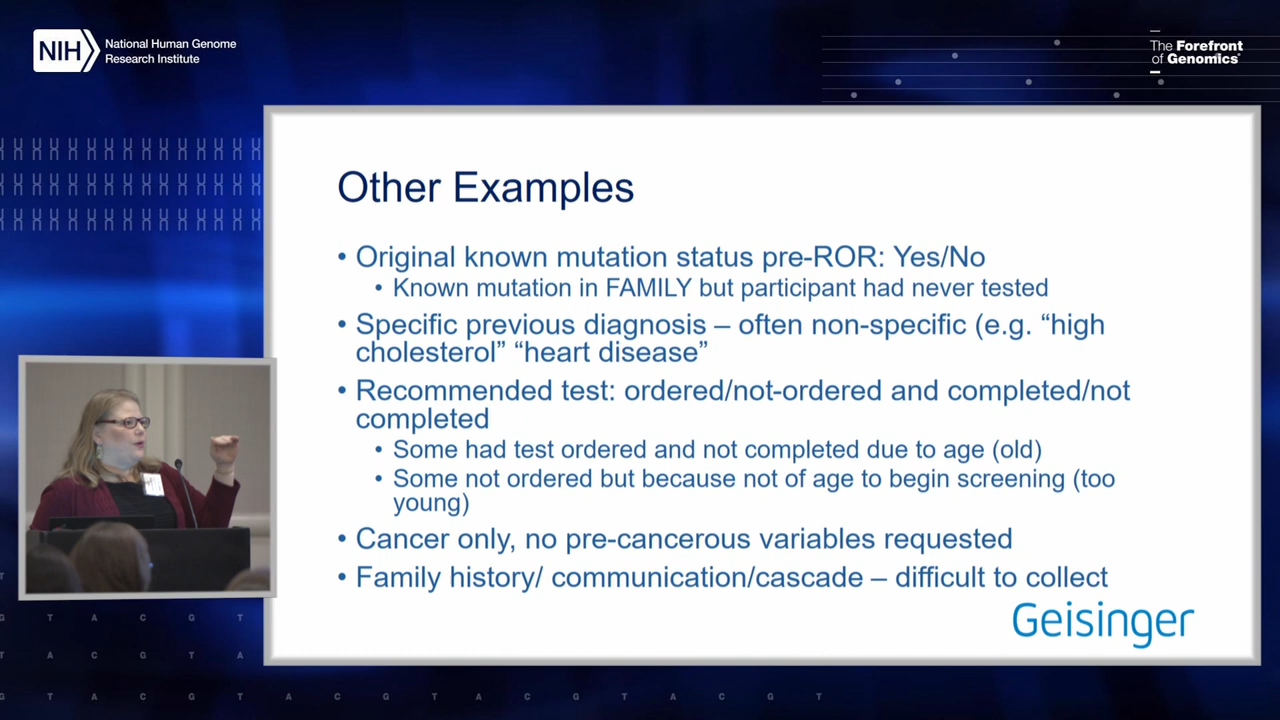 NIH
National Human Genome
Research Institute
The Forefront
of Genomics®
Other Examples
• Original known mutation status pre-ROR: Yes/No
• Known mutation in FAMILY but participant had never tested
• Specific previous diagnosis – often non-specific (e.g. “high
cholesterol” “heart disease”
• Recommended test: ordered/not-ordered and completed/not
completed
• Some had test ordered and not completed due to age (old)
• Some not ordered but because not of age to begin screening (too
young)
• Cancer only, no pre-cancerous variables requested
• Family history/ communication/cascade – difficult to collect
Geisinger
T
A C G T A
G T A C G T
T A C G T A
G T A C G T A C G T A C G T A C G T